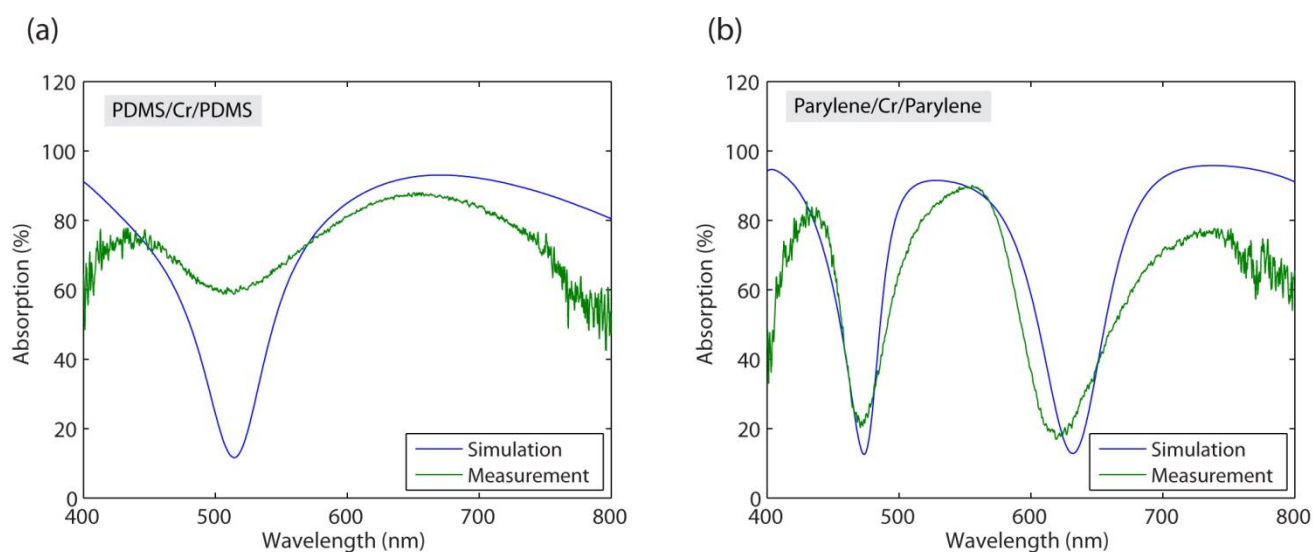 (a)
120
100
80
60
40
20
0
Absorption (%)
PDMS/Cr/PDMS
Simulation
Measurement
400 500 600 700 800
Wavelength (nm)
(b)
120
100
80
60
40
20
0
Absorption (%)
Parylene/Cr/Parylene
Simulation
Measurement
400 500 600 700 800
Wavelength (nm)